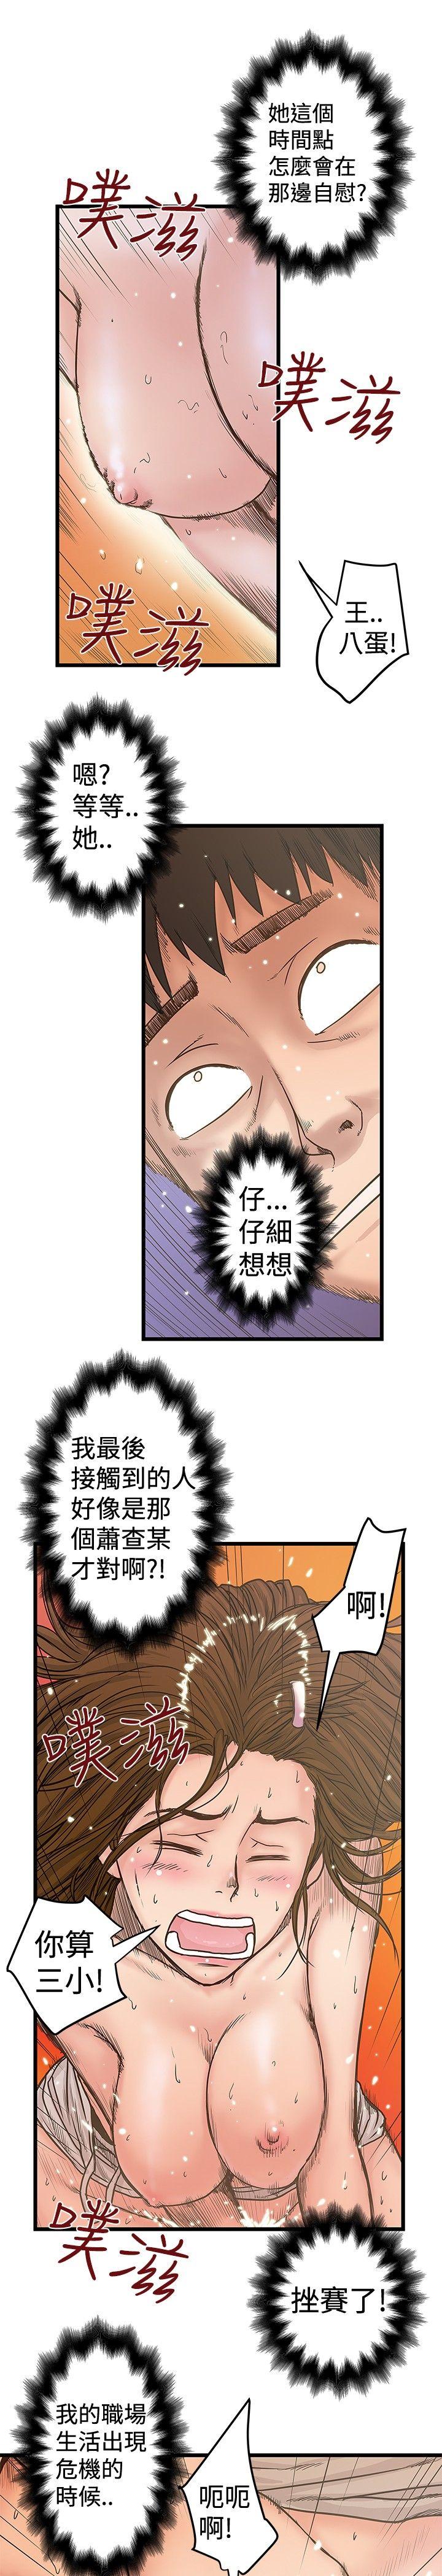 她這個
時間點
怎麼會在
那邊自慰?
噗滋
噗滋
王..
八蛋!
噗滋
嗯?
等等..
她..
仔...
仔細
想想
我最後
接觸到的人
好像是那
個蕭查某
才對啊?!
啊!
噗滋
你算
三小!
噗滋
挫賽了!
我的職場
生活出現
危機的
時候..
呃呃
啊!